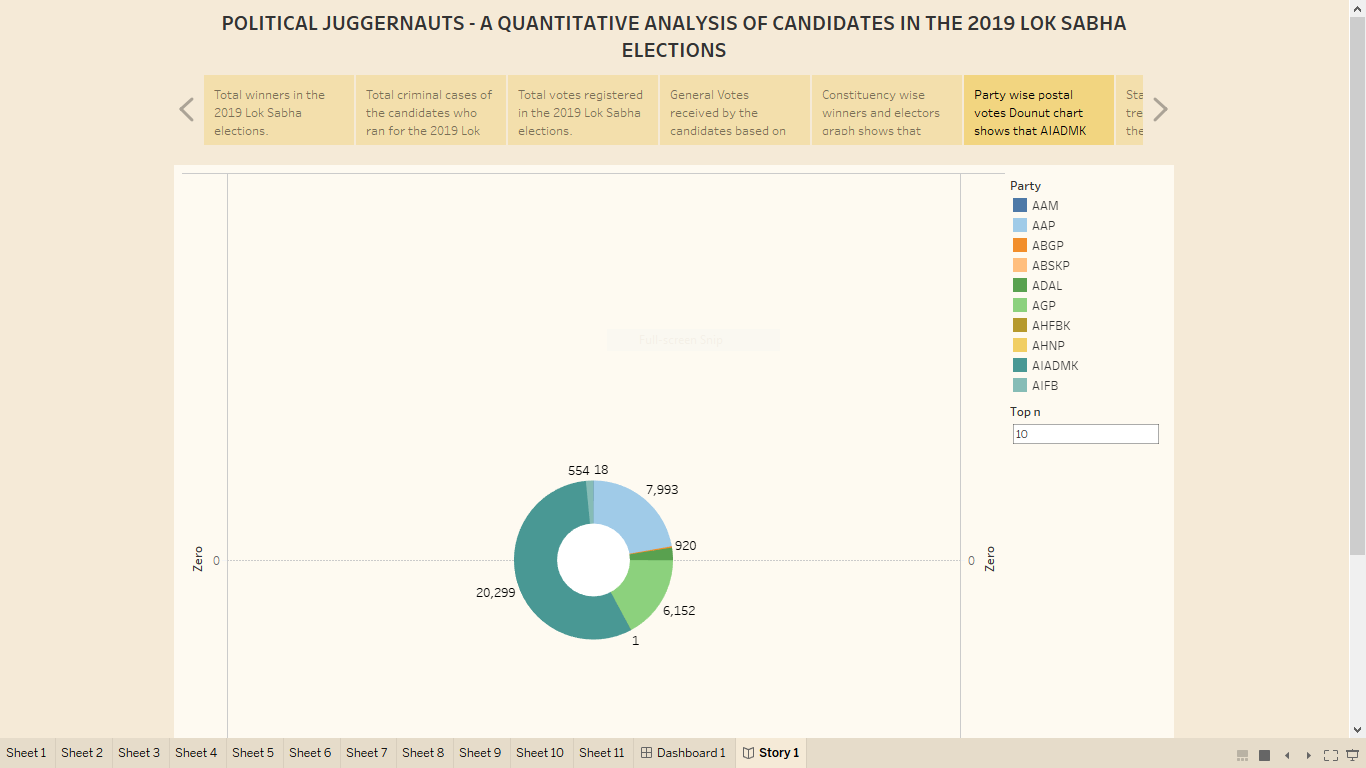 POLITICAL JUGGERNAUTS - A QUANTITATIVE ANALYSIS OF CANDIDATES IN THE 2019 LOK SABHA
ELECTIONS
Total winners in the
2019 Lok Sabha
elections.
Total criminal cases of
the candidates who
ran for the 2019 Lok
Total votes registered
in the 2019 Lok Sabha
elections.
General Votes
received by the
candidates based on
Constituency wise
winners and electors
graph shows that
Party wise postal
votes Dounut chart
shows that AIADMK
Sta
tre
the
Party
AAM
AAP
ABGP
ABSKP
ADAL
AGP
AHFBK
AHNP
AIADMK
AIFB
Top n
10
Full-screen Snip
554 18
7,993
920
Zero
0
0
Zero
20,299
6,152
1
Sheet 1
Sheet 2
Sheet 3
Sheet 4
Sheet 5
Sheet 6
Sheet 7
Sheet 8
Sheet 9
Sheet 10
Sheet 11
Dashboard 1
Story 1